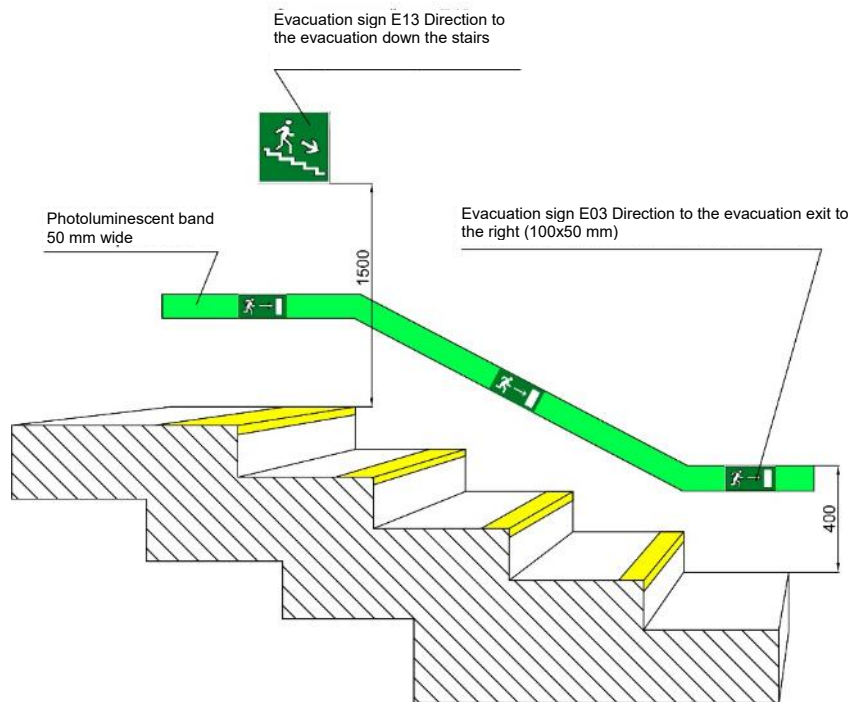 Evacuation sign E13 Direction to
the evacuation down the stairs
Photoluminescent band
50 mm wide
Evacuation sign E03 Direction to the evacuation exit to
the right (100x50 mm)
1500
400